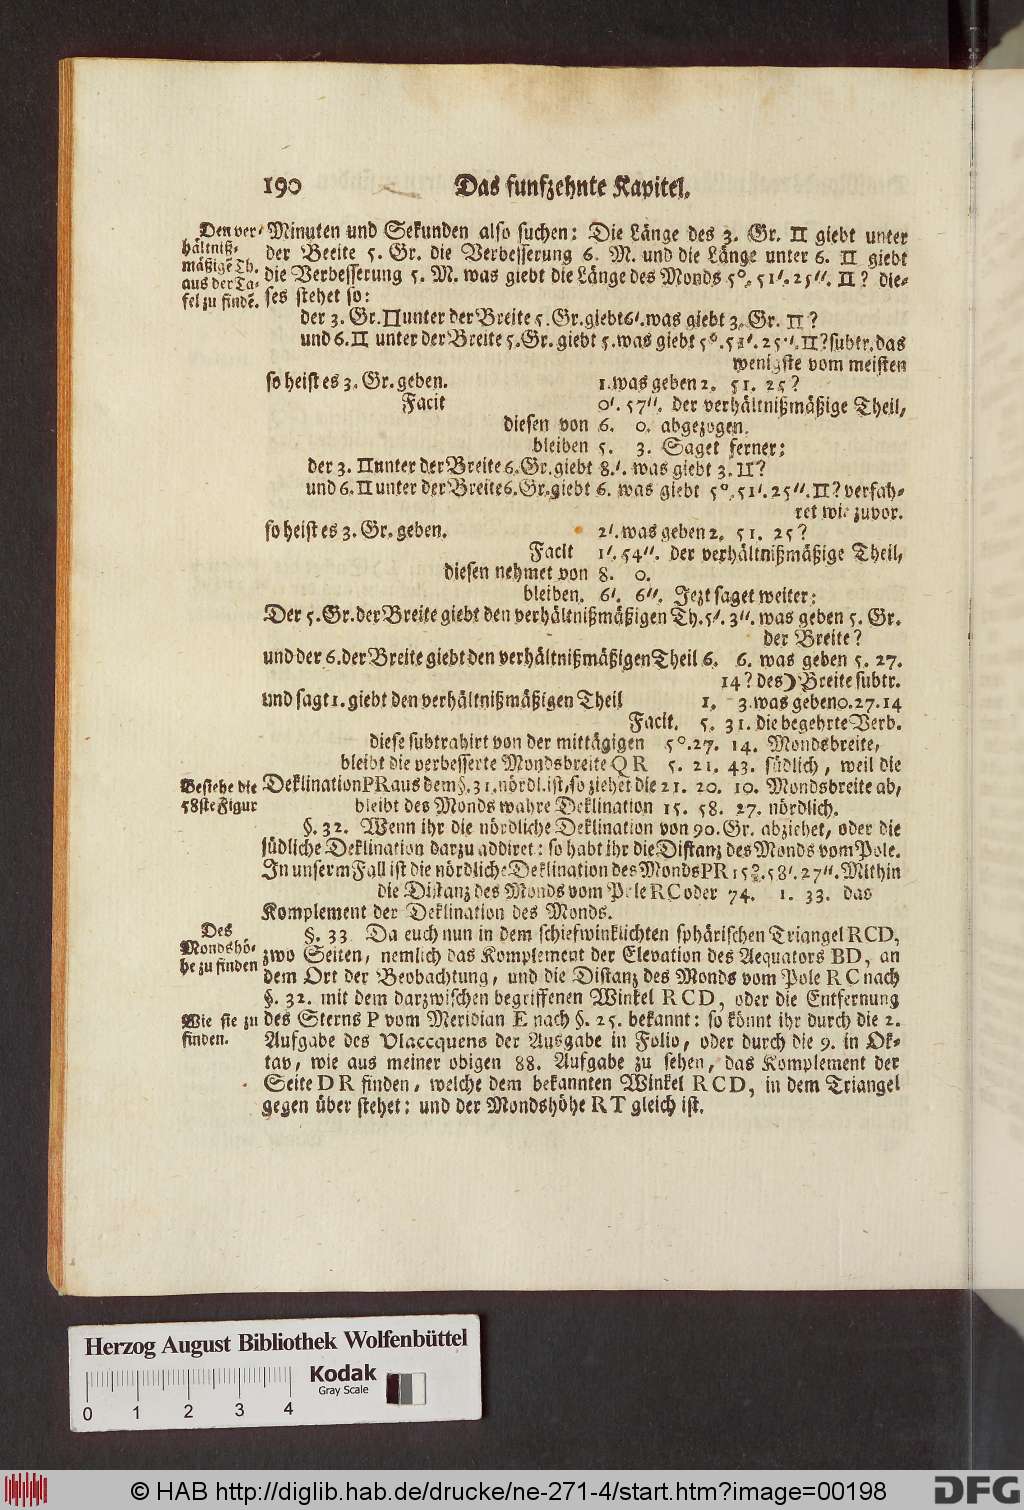 190 Das funfzehnte Kapitel.
Den ver-
hältniß-
mäßigē Th.
aus der Ta-
fel zu findē.
Minuten und Sekunden also suchen: Die Länge des 3. Gr. ♊ giebt unter
der Breite 5. Gr. die Verbesserung 6. M. und die Länge unter 6. ♊ giebt
die Verbesserung 5. M. was giebt die Länge des Monds 5°. 51′. 25″. ♊? die-
ses stehet so:
der 3. Gr. ♊ unter der Breite 5. Gr. giebt 6′. was giebt 3. Gr. ♊?
und 6. ♊ unter der Breite 5. Gr. giebt 5. was giebt 5°. 51′. 25″. ♊? subtr. das
wenigste vom meisten
so heist es 3. Gr. geben. 1. was geben 2. 51. 25?
Facit 0′. 57″. der verhältnißmäßige Theil,
diesen von 6. 0. abgezogen.
bleiben 5. 3. Saget ferner:
der 3. ♊ unter der Breite 6. Gr. giebt 8.′. was giebt 3. ♊?
und 6. ♊ unter der Breite 6. Gr. giebt 6. was giebt 5°. 51′. 25″. ♊? verfah-
ret wie zuvor.
so heist es 3. Gr. geben. 2′. was geben 2. 51. 25?
Facit 1′. 54″. der verhältnißmäßige Theil,
diesen nehmet von 8. 0.
bleiben. 6′. 6″. Jezt saget weiter:
Der 5. Gr. der Breite giebt den verhältnißmäßigen Th. 5′. 3″. was geben 5. Gr.
der Breite?
und der 6. der Breite giebt den verhältnißmäßigen Theil 6. 6. was geben 5. 27.
14? des ☽ Breite subtr.
und sagt 1. giebt den verhältnißmäßigen Theil 1. 3. was geben 0. 27. 14
Facit. 5. 31. die begehrte Verb.
diese subtrahirt von der mittägigen 5°. 27. 14. Mondsbreite,
bleibt die verbesserte Mondsbreite QR 5. 21. 43. südlich, weil die
Besiehe die
58ste Figur
Deklination PR aus dem §. 31. nördl. ist, so ziehet die 21. 20. 10. Mondsbreite ab,
bleibt des Monds wahre Deklination 15. 58. 27. nördlich.
§. 32. Wenn ihr die nördliche Deklination von 90. Gr. abziehet, oder die
südliche Deklination darzu addiret: so habt ihr die Distanz des Monds vom Pole.
In unserm Fall ist die nördliche Deklination des Monds PR 15°. 58′. 27″. Mithin
die Distanz des Monds vom Pole RC oder 74. 1. 33. das
Komplement der Deklination des Monds.
Des
Mondshö-
he zu finden
§. 33 Da euch nun in dem schiefwinklichten sphärischen Triangel RCD,
zwo Seiten, nemlich das Komplement der Elevation des Aequators BD, an
dem Ort der Beobachtung, und die Distanz des Monds vom Pole RC nach
§. 32. mit dem darzwischen begriffenen Winkel RCD, oder die Entfernung
Wie sie zu
finden.
des Sterns P vom Meridian E nach §. 25. bekannt: so könnt ihr durch die 2.
Aufgabe des Vlaccquens der Ausgabe in Folio, oder durch die 9. in Ok-
tav, wie aus meiner obigen 88. Aufgabe zu sehen, das Komplement der
Seite DR finden, welche dem bekannten Winkel RCD, in dem Triangel
gegen über stehet: und der Mondshöhe RT gleich ist.
Herzog August Bibliothek Wolfenbüttel
Kodak
Gray Scale
0 1 2 3 4
© HAB http://diglib.hab.de/drucke/ne-271-4/start.htm?image=00198
DFG